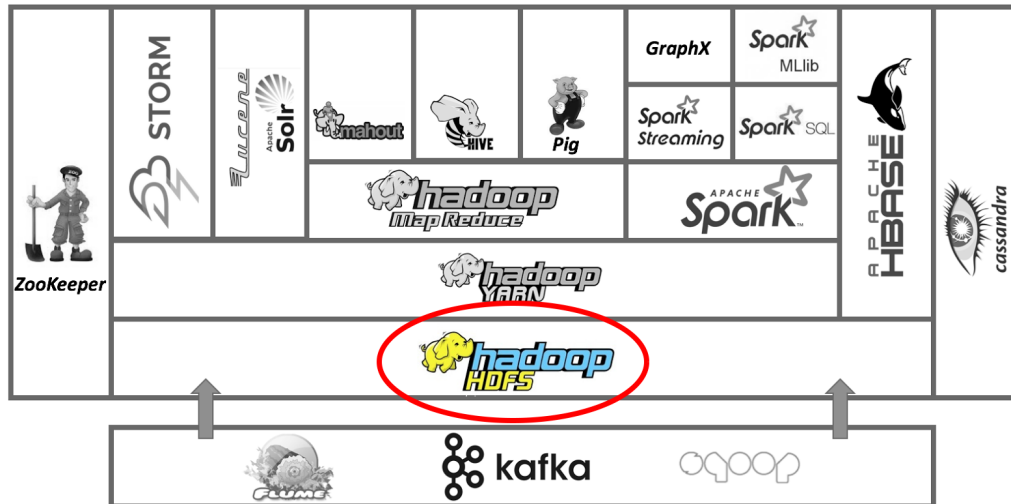 ZooKeeper
STORM
Lucene
Apache
Solr
mahout
HIVE
Pig
GraphX
Spark
MLlib
Spark
Streaming
Spark SQL
hadoop
Map Reduce
APACHE
Spark™
APACHE
HBASE
cassandra
hadoop
YARN
hadoop
HDFS
FLUME
kafka
sqoop